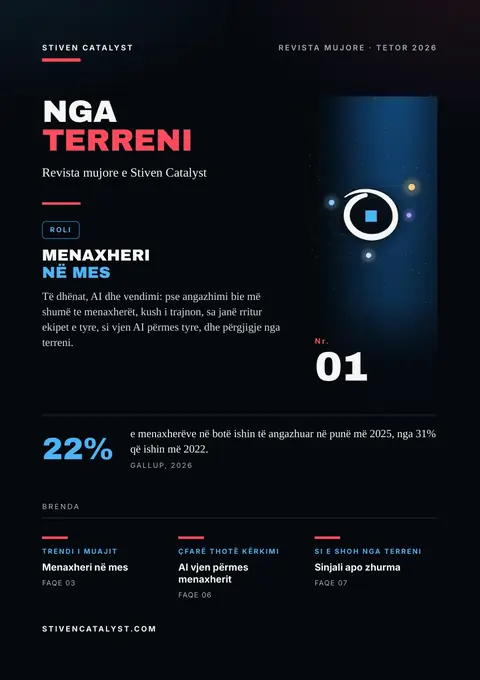 STIVEN CATALYST
REVISTA MUJORE · TETOR 2026
NGA
TERRENI
Revista mujore e Stiven Catalyst
ROLI
MENAXHERI
NË MES
Të dhënat, AI dhe vendimi: pse angazhimi bie më
shumë te menaxherët, kush i trajnon, sa janë rritur
ekipet e tyre, si vjen AI përmes tyre, dhe përgjigje nga
terreni.
Nr.
01
22%
e menaxherëve në botë ishin të angazhuar në punë më 2025, nga 31%
që ishin më 2022.
GALLUP, 2026
BRENDA
TRENDI I MUAJIT
Menaxheri në mes
FAQE 03
ÇFARË THOTË KËRKIMI
AI vjen përmes
menaxherit
FAQE 06
SI E SHOH NGA TERRENI
Sinjali apo zhurma
FAQE 07
STIVENCATALYST.COM